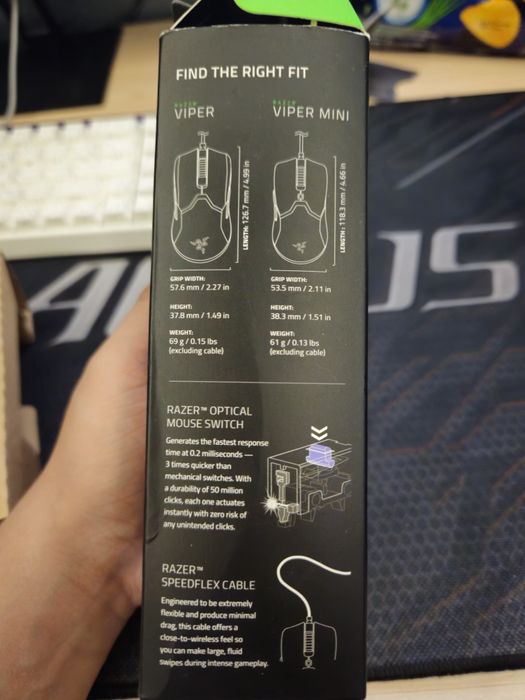 FIND THE RIGHT FIT
RAZER
VIPER
RAZER
VIPER MINI
LENGTH: 126.7 mm / 4.99 in
LENGTH: 118.3 mm / 4.66 in
GRIP WIDTH:
57.6 mm / 2.27 in
HEIGHT:
37.8 mm / 1.49 in
WEIGHT:
69 g / 0.15 lbs
(excluding cable)
GRIP WIDTH:
53.5 mm / 2.11 in
HEIGHT:
38.3 mm / 1.51 in
WEIGHT:
61 g / 0.13 lbs
(excluding cable)
RAZER™ OPTICAL
MOUSE SWITCH
Generates the fastest response
time at 0.2 milliseconds —
3 times quicker than
mechanical switches. With
a durability of 50 million
clicks, each one actuates
instantly with zero risk of
any unintended clicks.
RAZER™
SPEEDFLEX CABLE
Engineered to be extremely
flexible and produce minimal
drag, this cable offers a
close-to-wireless feel so
you can make large, fluid
swipes during intense gameplay.